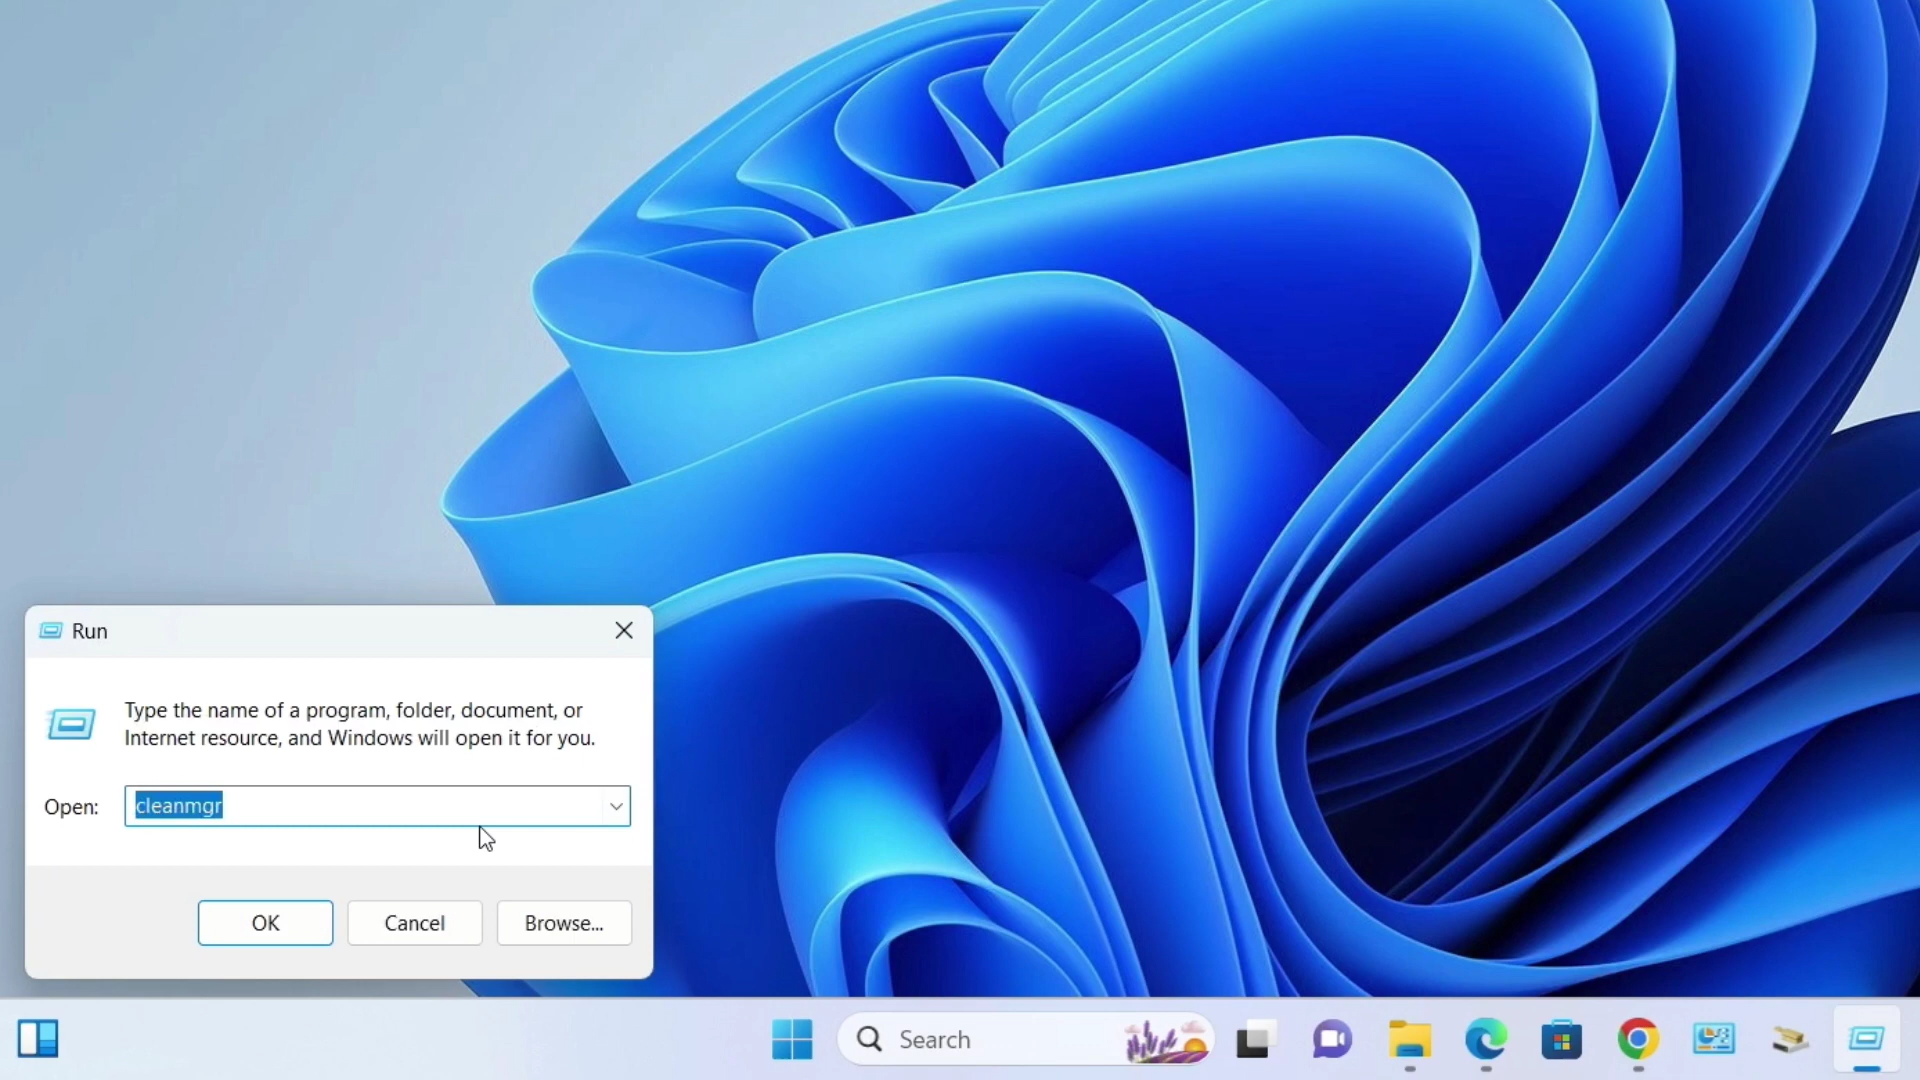 Run
Type the name of a program, folder, document, or
Internet resource, and Windows will open it for you.
Open: cleanmgr
OK Cancel Browse...
Search